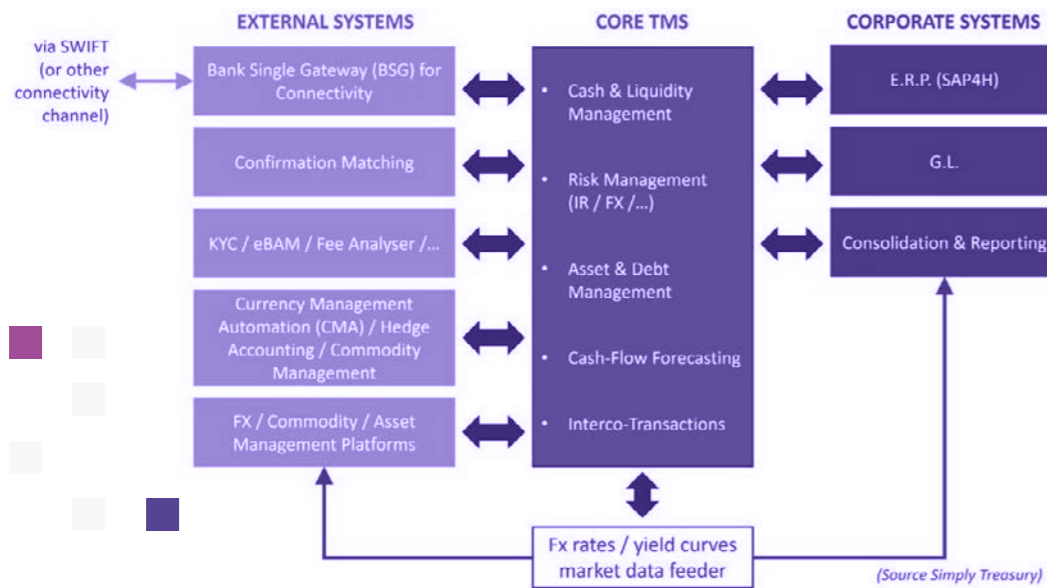 EXTERNAL SYSTEMS
CORE TMS
CORPORATE SYSTEMS
via SWIFT
(or other
connectivity
channel)
Bank Single Gateway (BSG) for
Connectivity
Confirmation Matching
KYC / eBAM / Fee Analyser /...
Currency Management
Automation (CMA) / Hedge
Accounting / Commodity
Management
FX / Commodity / Asset
Management Platforms
• Cash & Liquidity
Management
• Risk Management
(IR / FX /...)
• Asset & Debt
Management
• Cash-Flow Forecasting
• Interco-Transactions
E.R.P. (SAP4H)
G.L.
Consolidation & Reporting
Fx rates / yield curves
market data feeder
(Source Simply Treasury)